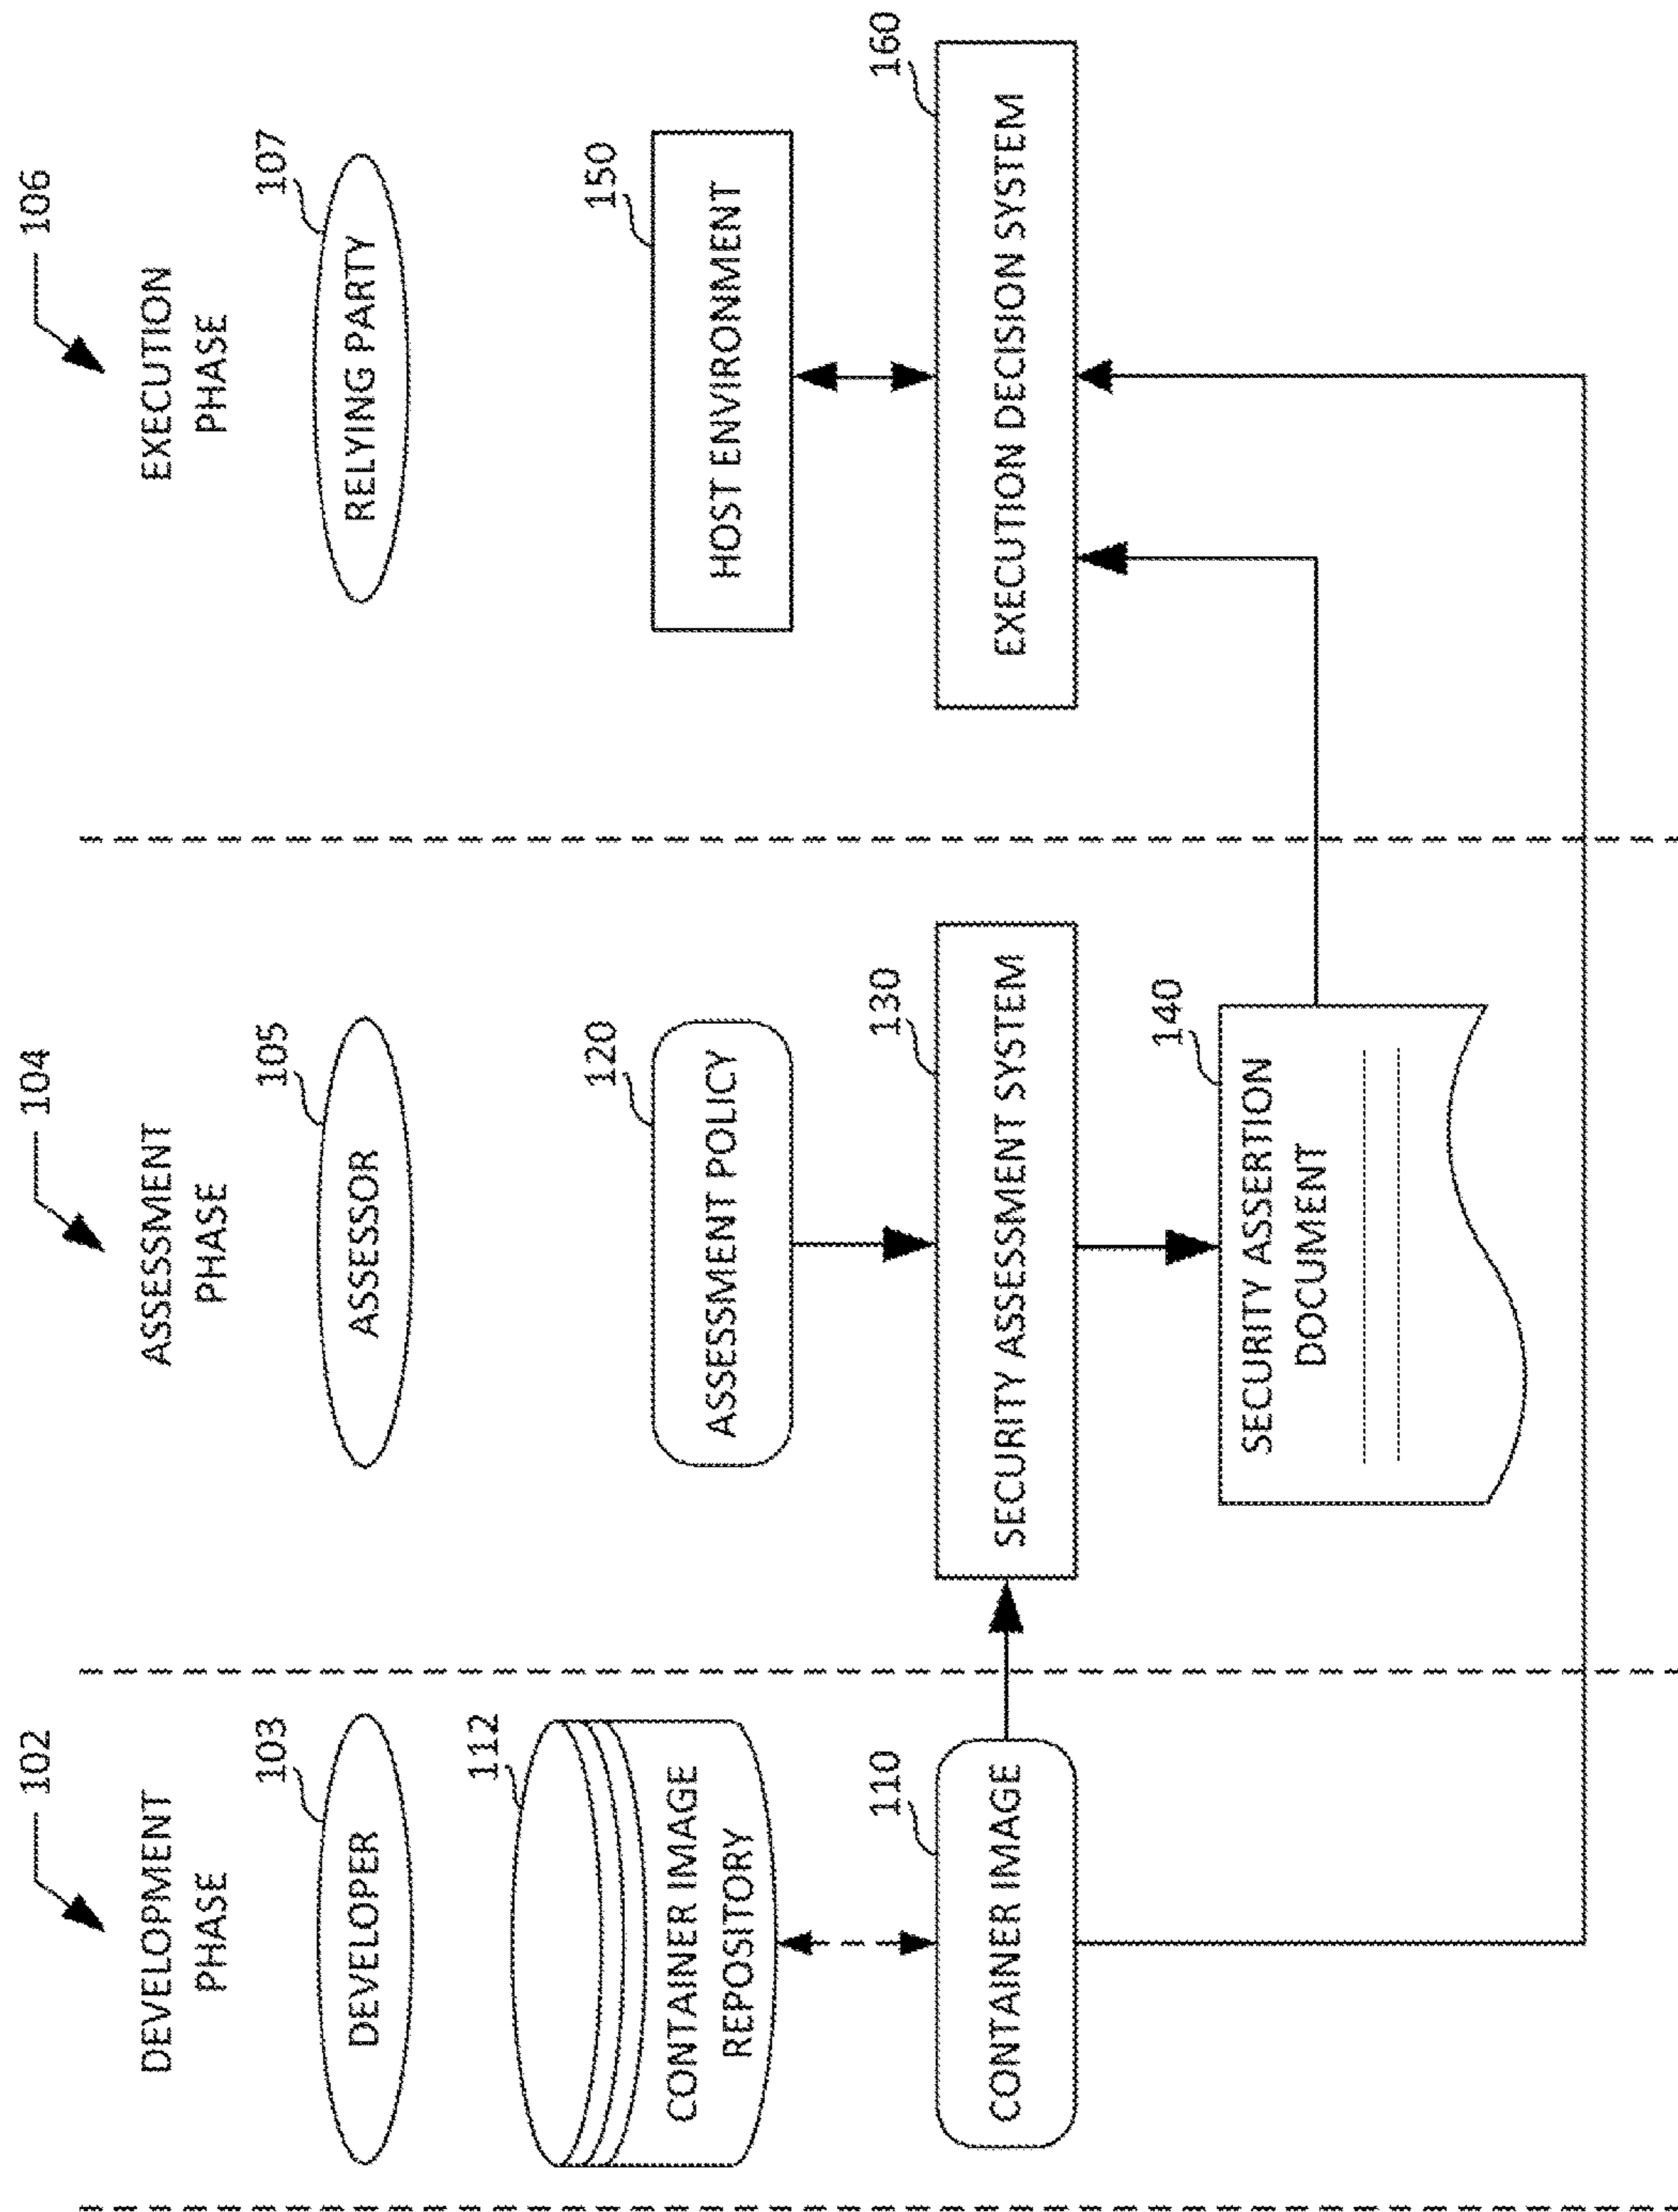 102
DEVELOPMENT
PHASE
103
DEVELOPER
112
CONTAINER IMAGE
REPOSITORY
110
CONTAINER IMAGE
104
ASSESSMENT
PHASE
105
ASSESSOR
120
ASSESSMENT POLICY
130
SECURITY ASSESSMENT SYSTEM
140
SECURITY ASSERTION
DOCUMENT
106
EXECUTION
PHASE
107
RELYING PARTY
150
HOST ENVIRONMENT
160
EXECUTION DECISION SYSTEM